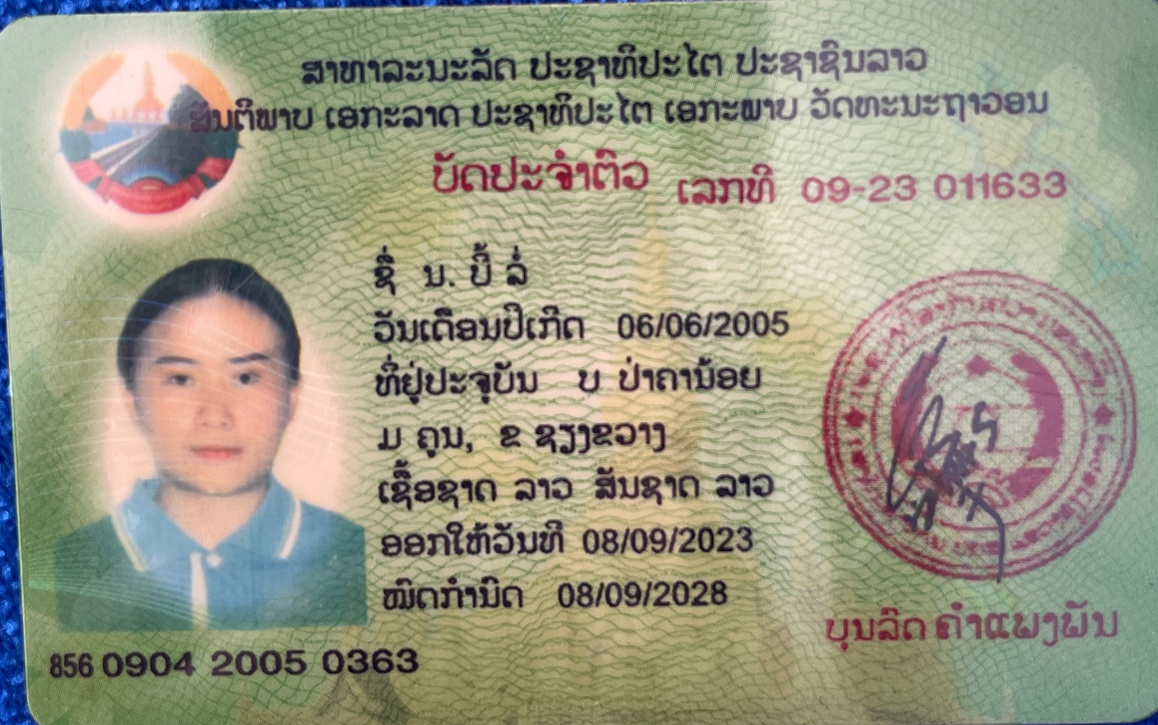 ສາທາລະນະລັດ ປະຊາທິປະໄຕ ປະຊາຊົນລາວ
ສັນຕິພາບ ເອກະລາດ ປະຊາທິປະໄຕ ເອກະພາບ ວັດທະນະຖາວອນ
ບັດປະຈຳຕົວ ເລກທີ 09-23 011633
ຊື່ ນ. ປີ້ ລໍ່
ວັນເດືອນປີເກີດ 06/06/2005
ທີ່ຢູ່ປະຈຸບັນ ບ ປ່າຄານ້ອຍ
ມ ຄູນ, ຂ ຊຽງຂວາງ
ເຊື້ອຊາດ ລາວ ສັນຊາດ ລາວ
ອອກໃຫ້ວັນທີ 08/09/2023
ໝົດກຳນົດ 08/09/2028
ບຸນລິດ ຄຳແພງພັນ
856 0904 2005 0363